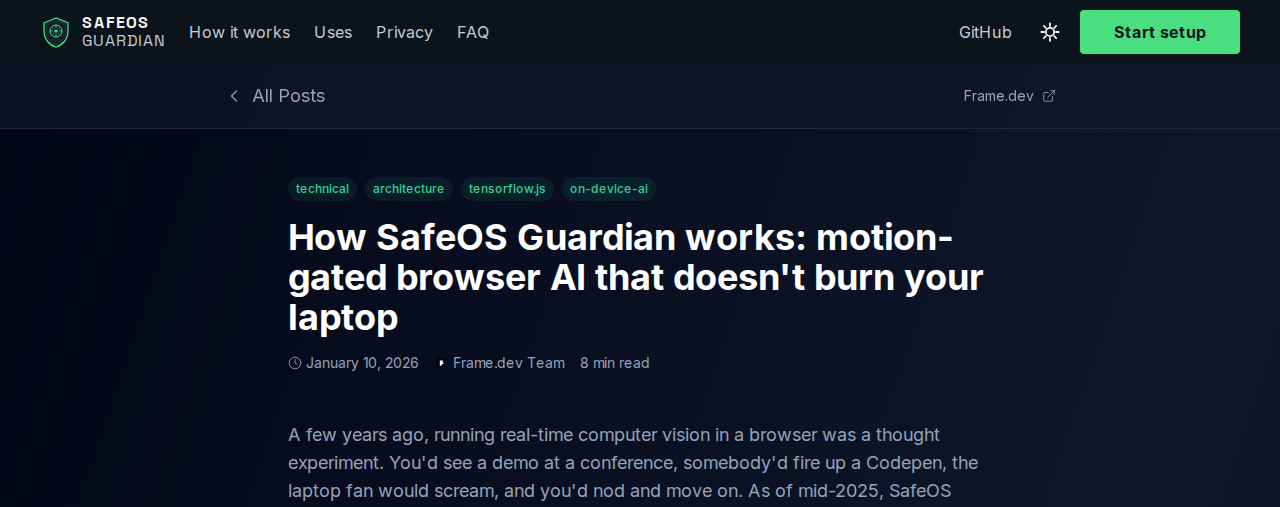 SAFEOS
GUARDIAN
How it works
Uses
Privacy
FAQ
GitHub
Start setup
All Posts
Frame.dev
technical
architecture
tensorflow.js
on-device-ai
How SafeOS Guardian works: motion-
gated browser AI that doesn't burn your
laptop
January 10, 2026
Frame.dev Team
8 min read
A few years ago, running real-time computer vision in a browser was a thought
experiment. You'd see a demo at a conference, somebody'd fire up a Codepen, the
laptop fan would scream, and you'd nod and move on. As of mid-2025, SafeOS